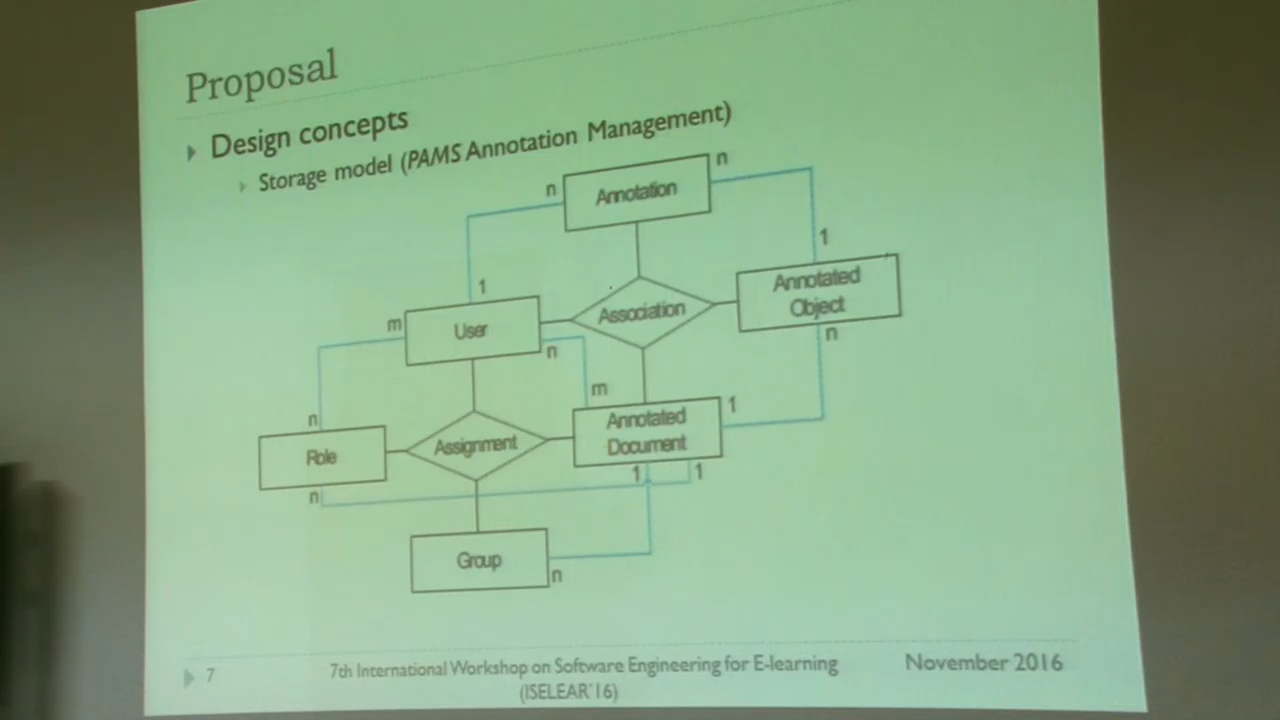 Proposal
Design concepts
Storage model (PAMS Annotation Management)
n
Annotation
n
1
1
Annotated
Object
m
User
Association
n
n
m
n
Annotated
Document
1
Role
Assignment
n
1
1
Group
n
7
7th International Workshop on Software Engineering for E-learning
(ISELEAR'16)
November 2016